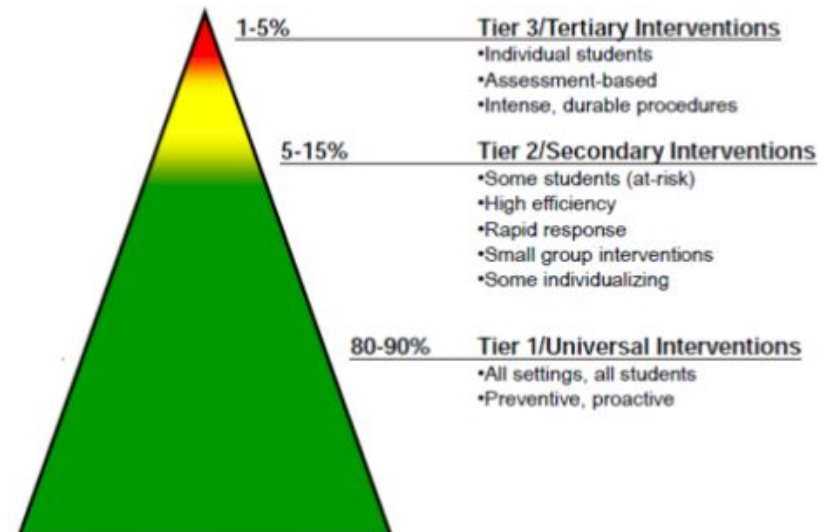 1-5% Tier 3/Tertiary Interventions
•Individual students
•Assessment-based
•Intense, durable procedures
5-15% Tier 2/Secondary Interventions
•Some students (at-risk)
•High efficiency
•Rapid response
•Small group interventions
•Some individualizing
80-90% Tier 1/Universal Interventions
•All settings, all students
•Preventive, proactive